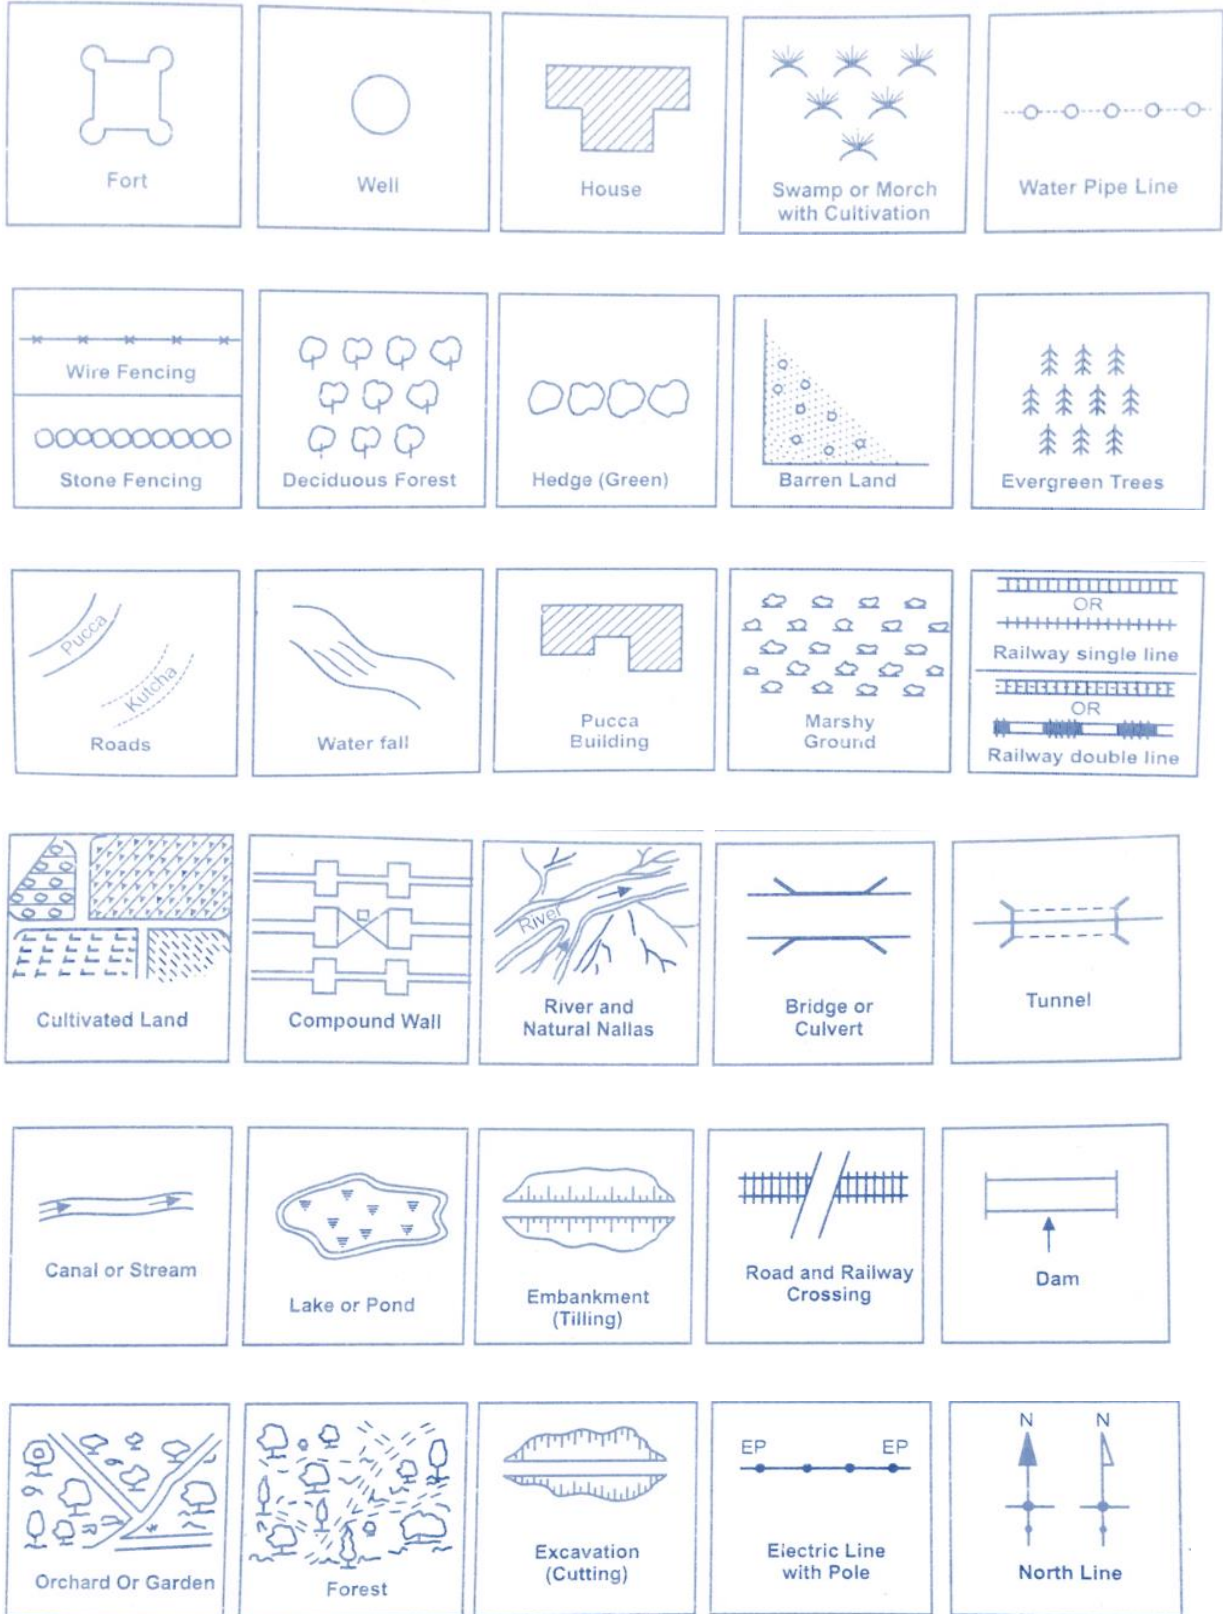 Fort
Well
House
Swamp or Morch
with Cultivation
Water Pipe Line
Wire Fencing
Stone Fencing
Deciduous Forest
Hedge (Green)
Barren Land
Evergreen Trees
Pucca
Kutcha
Roads
Water fall
Pucca
Building
Marshy
Ground
OR
Railway single line
OR
Railway double line
Cultivated Land
Compound Wall
River
River and
Natural Nallas
Bridge or
Culvert
Tunnel
Canal or Stream
Lake or Pond
Embankment
(Tilling)
Road and Railway
Crossing
Dam
Orchard Or Garden
Forest
Excavation
(Cutting)
EP EP
Electric Line
with Pole
N N
North Line